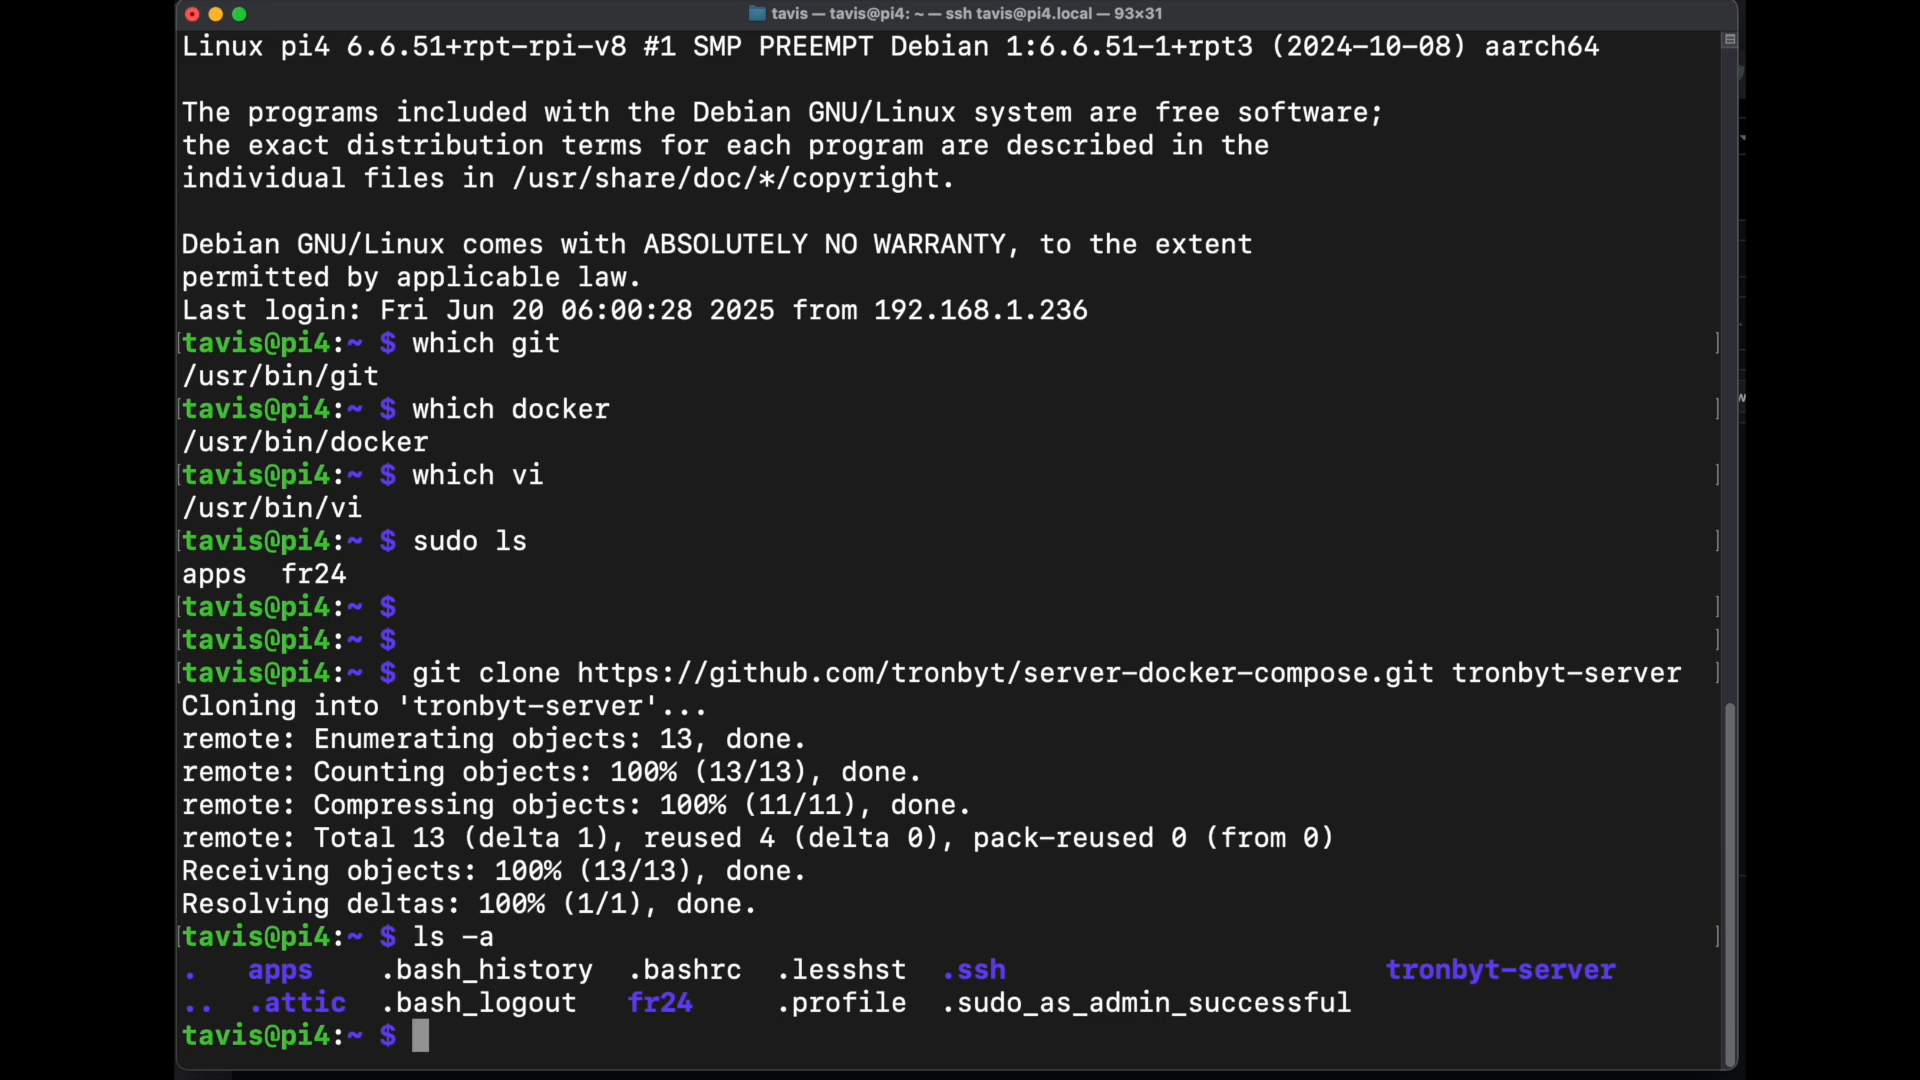 tavis — tavis@pi4: ~ — ssh tavis@pi4.local — 93×31
Linux pi4 6.6.51+rpt-rpi-v8 #1 SMP PREEMPT Debian 1:6.6.51-1+rpt3 (2024-10-08) aarch64
The programs included with the Debian GNU/Linux system are free software;
the exact distribution terms for each program are described in the
individual files in /usr/share/doc/*/copyright.
Debian GNU/Linux comes with ABSOLUTELY NO WARRANTY, to the extent
permitted by applicable law.
Last login: Fri Jun 20 06:00:28 2025 from 192.168.1.236
[tavis@pi4:~ $ which git ]
/usr/bin/git
[tavis@pi4:~ $ which docker ]
/usr/bin/docker
[tavis@pi4:~ $ which vi ]
/usr/bin/vi
[tavis@pi4:~ $ sudo ls ]
apps  fr24
[tavis@pi4:~ $ ]
[tavis@pi4:~ $ ]
[tavis@pi4:~ $ git clone https://github.com/tronbyt/server-docker-compose.git tronbyt-server ]
Cloning into 'tronbyt-server'...
remote: Enumerating objects: 13, done.
remote: Counting objects: 100% (13/13), done.
remote: Compressing objects: 100% (11/11), done.
remote: Total 13 (delta 1), reused 4 (delta 0), pack-reused 0 (from 0)
Receiving objects: 100% (13/13), done.
Resolving deltas: 100% (1/1), done.
[tavis@pi4:~ $ ls -a ]
.   apps    .bash_history  .bashrc  .lesshst  .ssh                       tronbyt-server
..  .attic  .bash_logout   fr24     .profile  .sudo_as_admin_successful
tavis@pi4:~ $